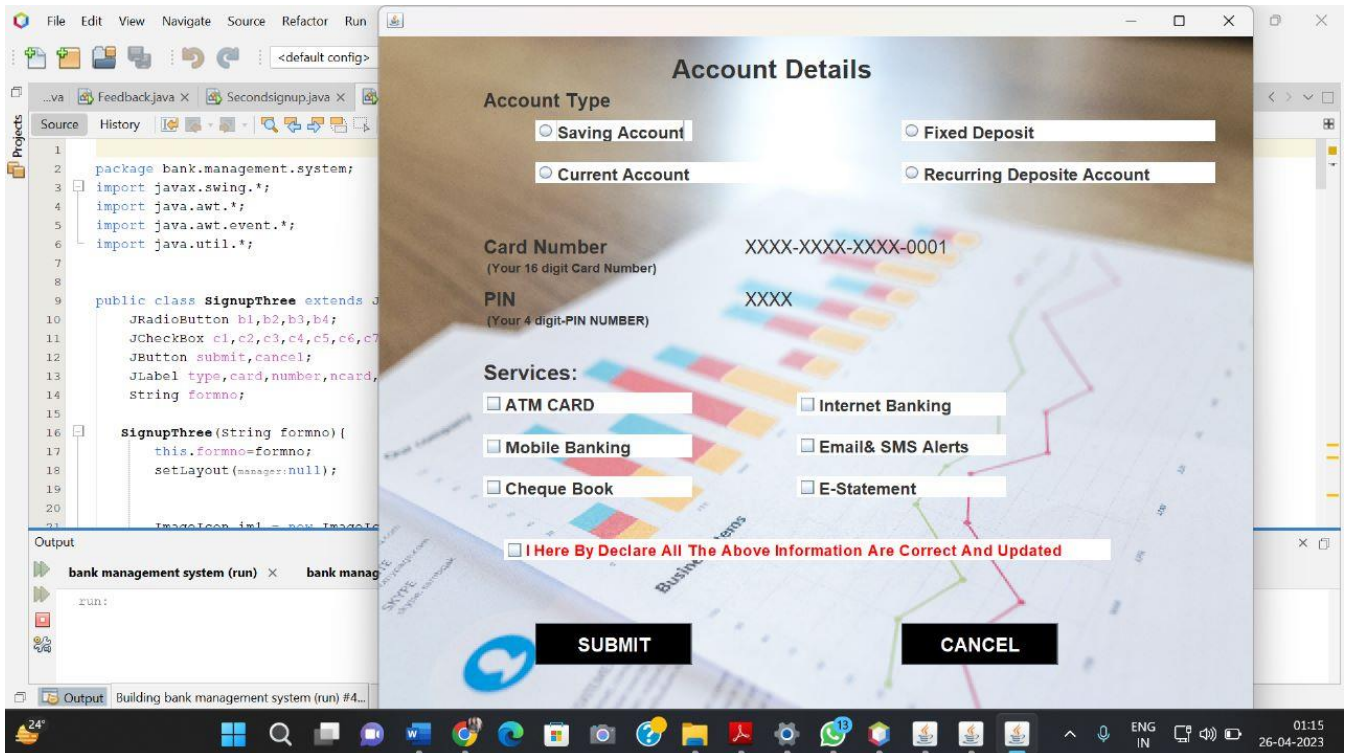 File Edit View Navigate Source Refactor Run
<default config>
...va Feedback.java Secondsignup.java
Source History
Projects
1
2 package bank.management.system;
3 import javax.swing.*;
4 import java.awt.*;
5 import java.awt.event.*;
6 import java.util.*;
7
8
9 public class SignupThree extends J
10 JRadioButton b1,b2,b3,b4;
11 JCheckBox c1,c2,c3,c4,c5,c6,c7
12 JButton submit,cancel;
13 JLabel type,card,number,ncard,
14 String formno;
15
16 SignupThree(String formno){
17 this.formno=formno;
18 setLayout(manager:null);
19
20
21 ImageIcon im1 = new ImageIc
Output
bank management system (run) bank manag
run:
Output Building bank management system (run) #4...
Account Details
Account Type
Saving Account Fixed Deposit
Current Account Recurring Deposite Account
Card Number XXXX-XXXX-XXXX-0001
(Your 16 digit Card Number)
PIN XXXX
(Your 4 digit-PIN NUMBER)
Services:
ATM CARD Internet Banking
Mobile Banking Email& SMS Alerts
Cheque Book E-Statement
I Here By Declare All The Above Information Are Correct And Updated
SUBMIT CANCEL
SKYPE
24°
13
ENG
IN
01:15
26-04-2023